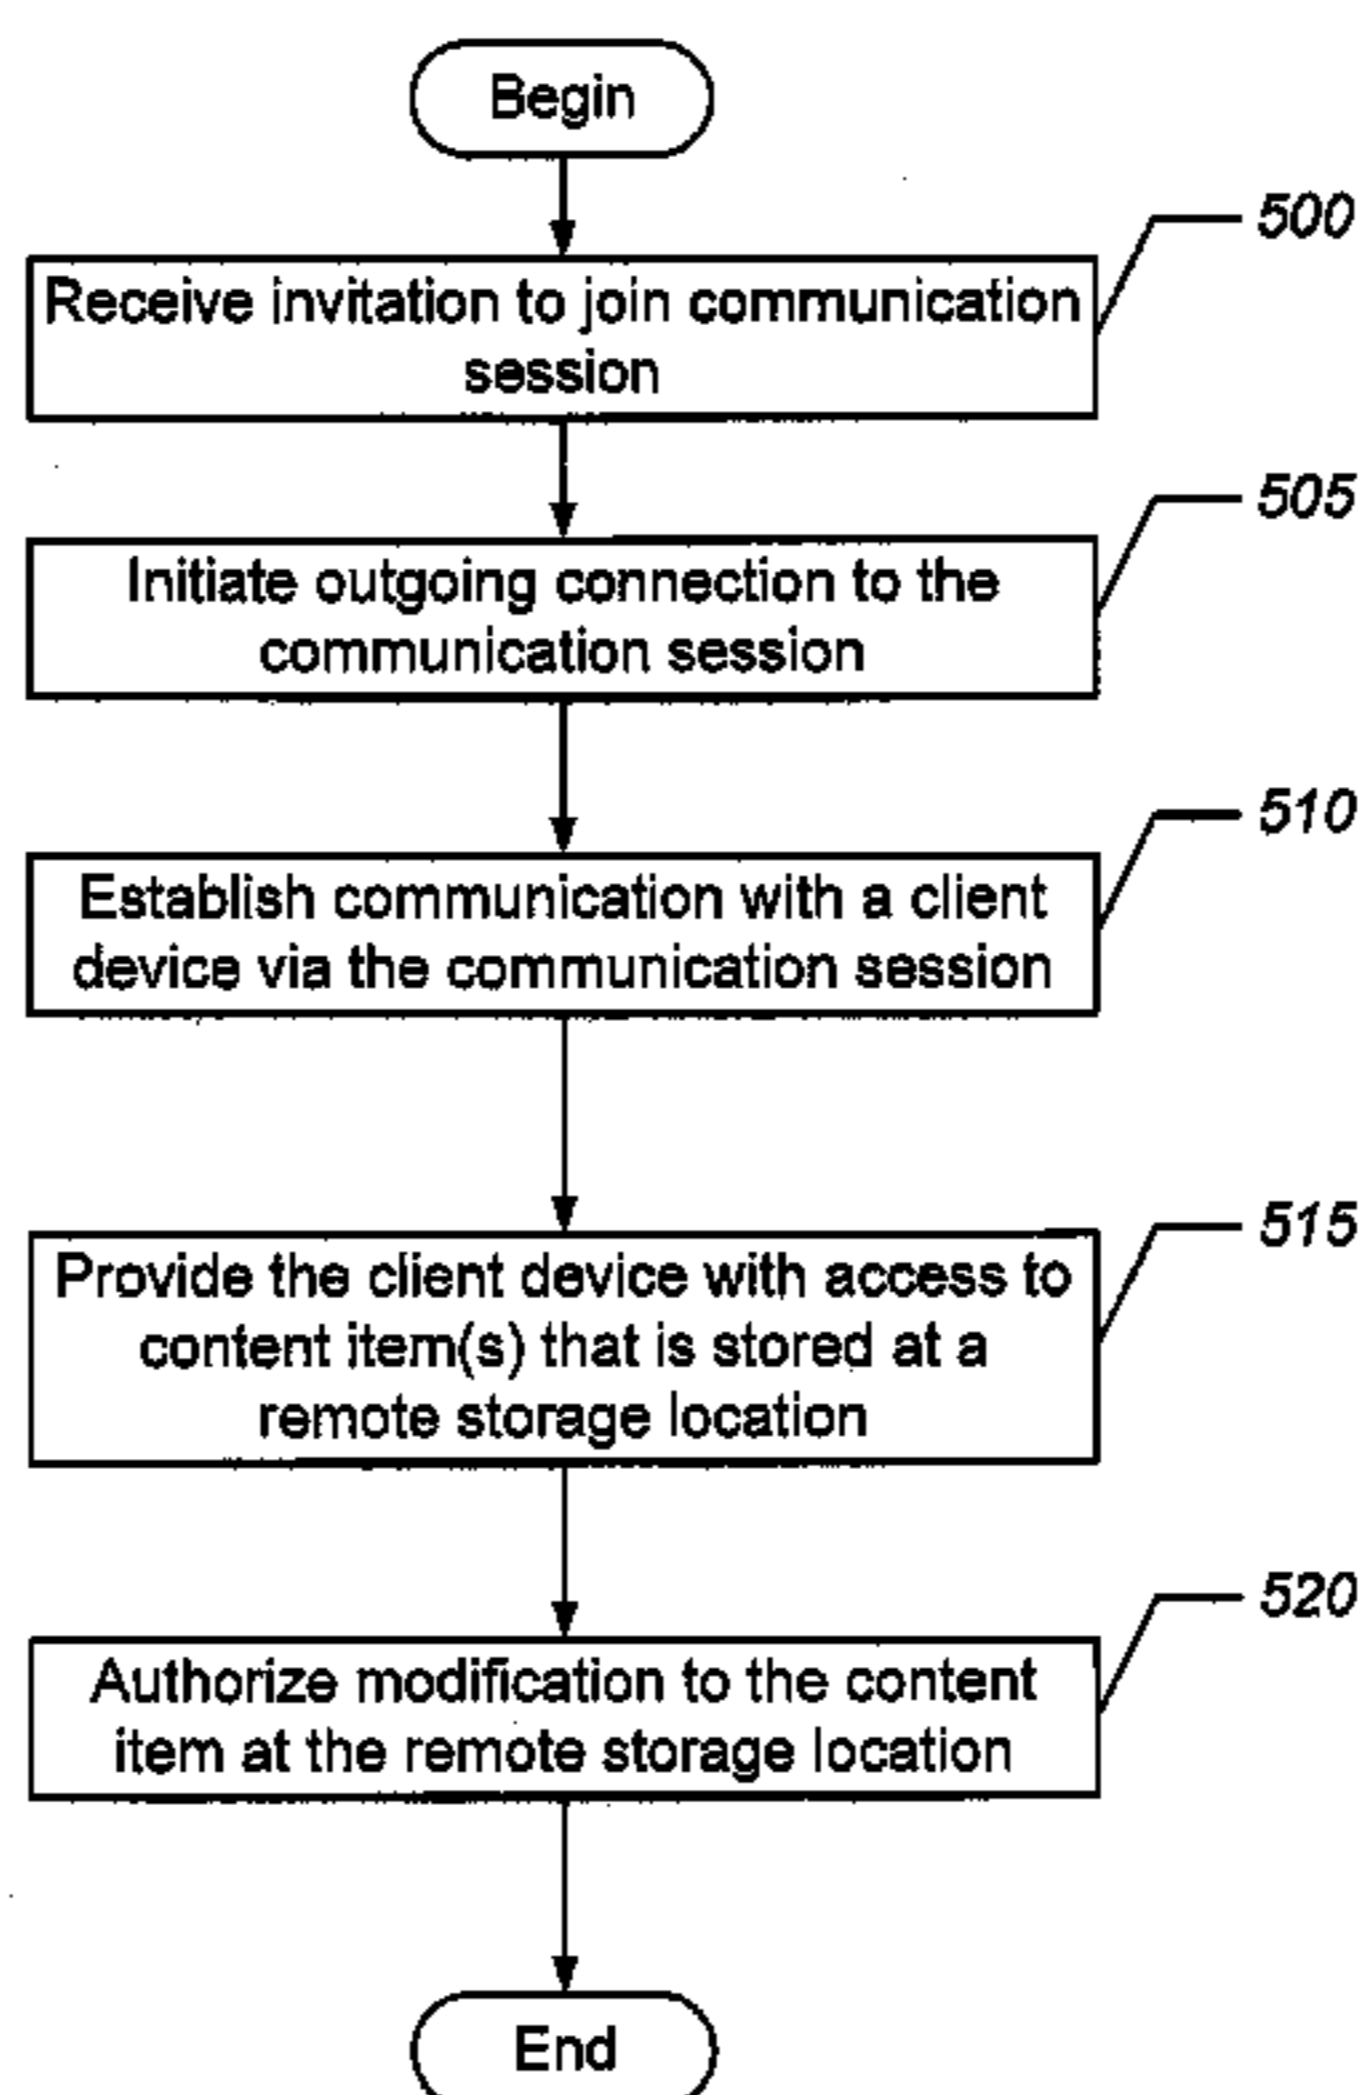 Begin
500
Receive invitation to join communication
session
505
Initiate outgoing connection to the
communication session
510
Establish communication with a client
device via the communication session
515
Provide the client device with access to
content item(s) that is stored at a
remote storage location
520
Authorize modification to the content
item at the remote storage location
End